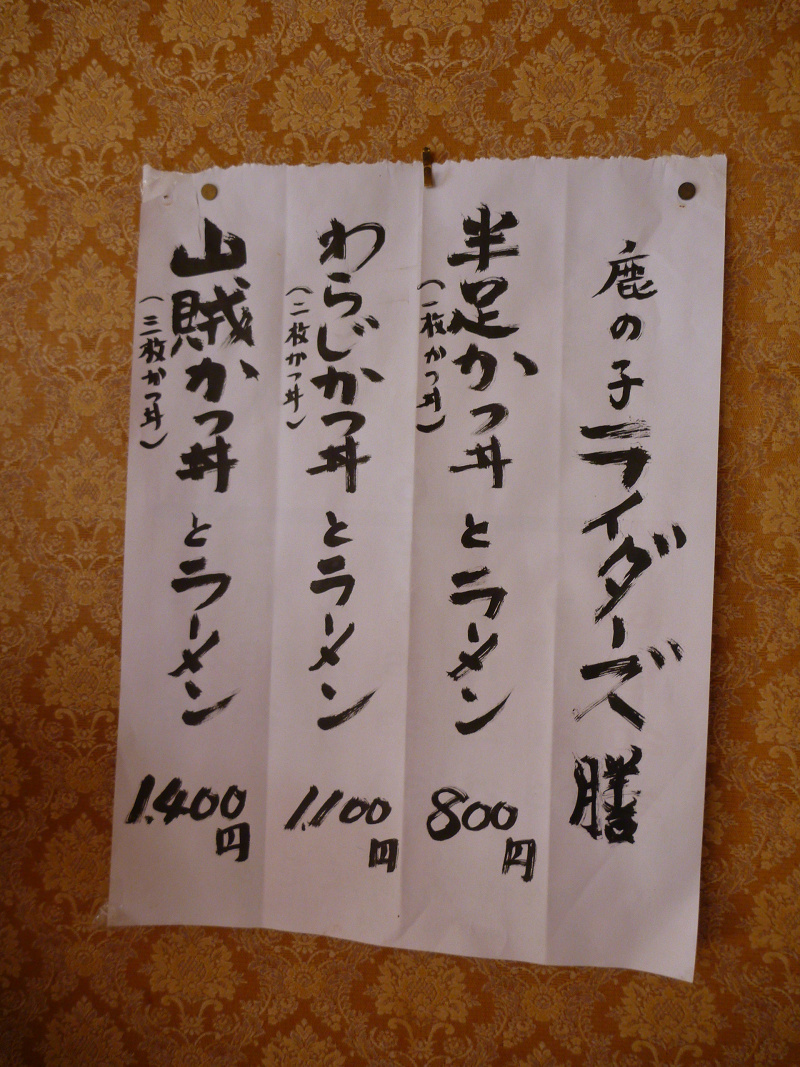 鹿の子ライダーズ膳
半足かつ丼とラーメン 800円
（一枚かつ丼）
わらじかつ丼とラーメン 1,100円
（二枚かつ丼）
山賊かつ丼とラーメン 1,400円
（三枚かつ丼）